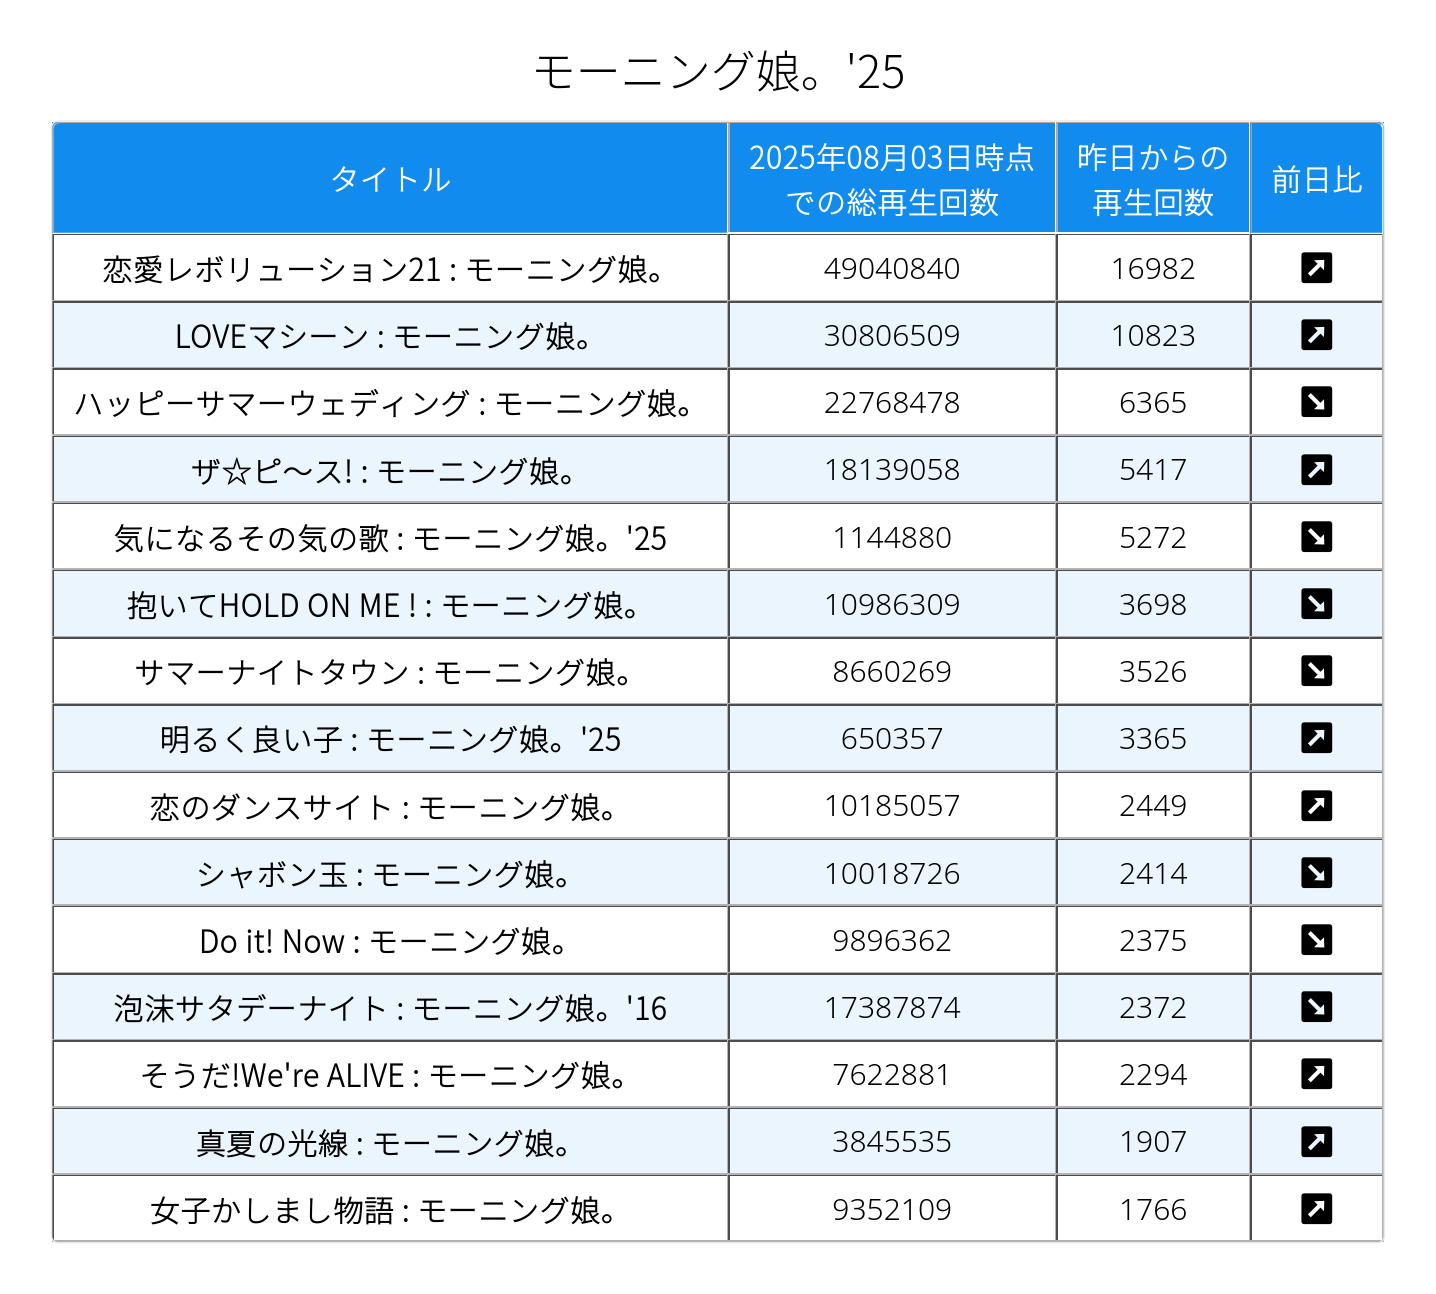 モーニング娘。'25
タイトル
2025年08月03日時点
での総再生回数
昨日からの
再生回数
前日比
恋愛レボリューション21 : モーニング娘。 49040840 16982
LOVEマシーン : モーニング娘。 30806509 10823
ハッピーサマーウェディング : モーニング娘。 22768478 6365
ザ☆ピ〜ス! : モーニング娘。 18139058 5417
気になるその気の歌 : モーニング娘。'25 1144880 5272
抱いてHOLD ON ME ! : モーニング娘。 10986309 3698
サマーナイトタウン : モーニング娘。 8660269 3526
明るく良い子 : モーニング娘。'25 650357 3365
恋のダンスサイト : モーニング娘。 10185057 2449
シャボン玉 : モーニング娘。 10018726 2414
Do it! Now : モーニング娘。 9896362 2375
泡沫サタデーナイト : モーニング娘。'16 17387874 2372
そうだ!We're ALIVE : モーニング娘。 7622881 2294
真夏の光線 : モーニング娘。 3845535 1907
女子かしまし物語 : モーニング娘。 9352109 1766